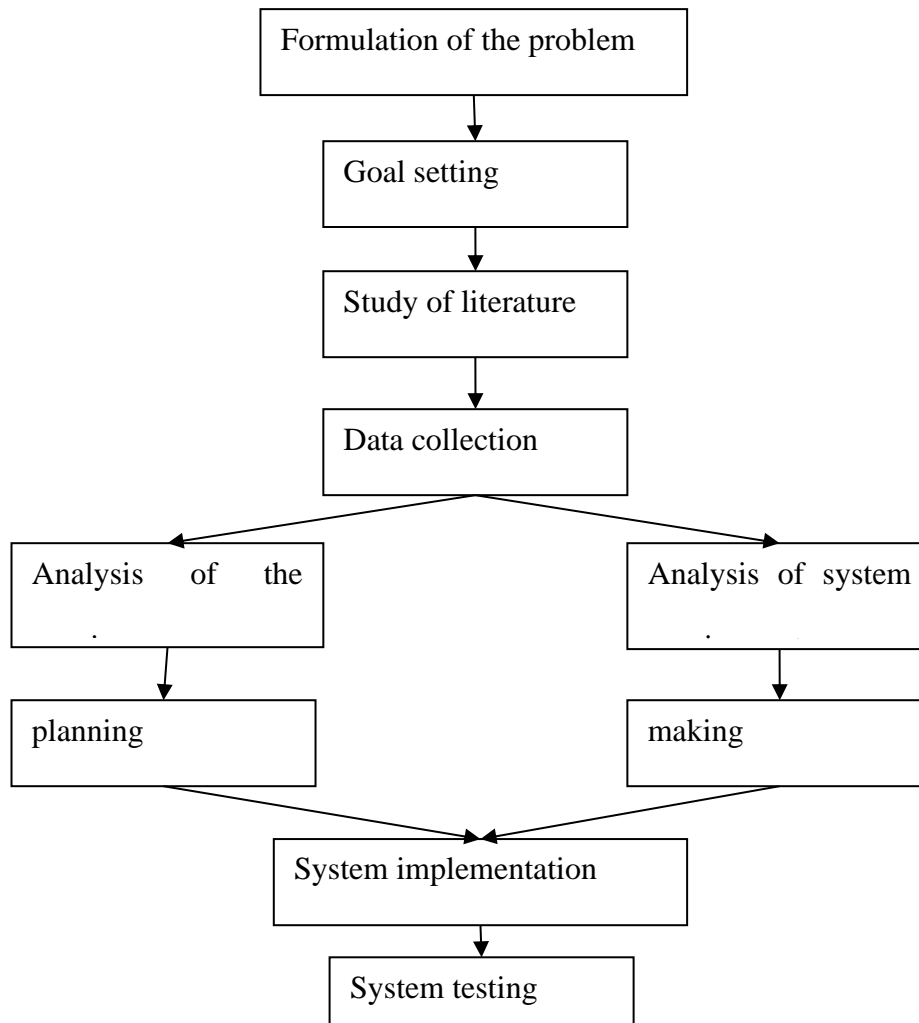 Formulation of the problem
Goal setting
Study of literature
Data collection
Analysis of the
Analysis of system
planning
making
System implementation
System testing